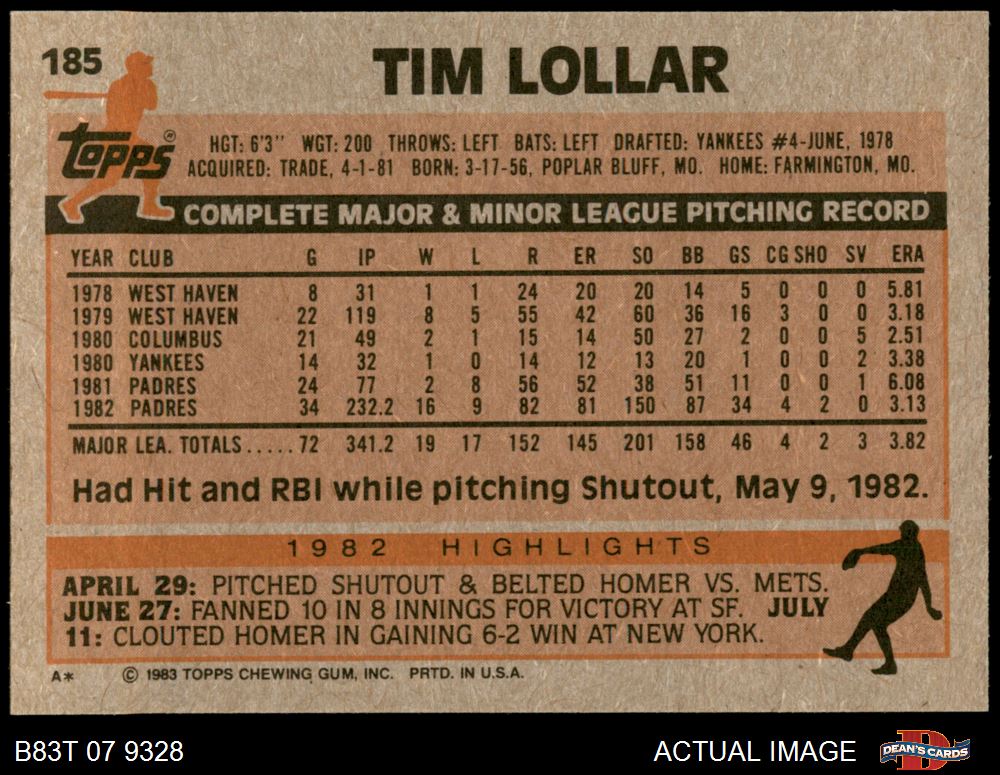 185
TIM LOLLAR
topps®
HGT: 6'3" WGT: 200 THROWS: LEFT BATS: LEFT DRAFTED: YANKEES #4-JUNE, 1978
ACQUIRED: TRADE, 4-1-81 BORN: 3-17-56, POPLAR BLUFF, MO. HOME: FARMINGTON, MO.
COMPLETE MAJOR & MINOR LEAGUE PITCHING RECORD
YEAR CLUB G IP W L R ER SO BB GS CG SHO SV ERA
1978 WEST HAVEN 8 31 1 1 24 20 20 14 5 0 0 0 5.81
1979 WEST HAVEN 22 119 8 5 55 42 60 36 16 3 0 0 3.18
1980 COLUMBUS 21 49 2 1 15 14 50 27 2 0 0 5 2.51
1980 YANKEES 14 32 1 0 14 12 13 20 1 0 0 2 3.38
1981 PADRES 24 77 2 8 56 52 38 51 11 0 0 1 6.08
1982 PADRES 34 232.2 16 9 82 81 150 87 34 4 2 0 3.13
MAJOR LEA. TOTALS.....72 341.2 19 17 152 145 201 158 46 4 2 3 3.82
Had Hit and RBI while pitching Shutout, May 9, 1982.
1982 HIGHLIGHTS
APRIL 29: PITCHED SHUTOUT & BELTED HOMER VS. METS.
JUNE 27: FANNED 10 IN 8 INNINGS FOR VICTORY AT SF. JULY
11: CLOUTED HOMER IN GAINING 6-2 WIN AT NEW YORK.
A* © 1983 TOPPS CHEWING GUM, INC. PRTD. IN U.S.A.
B83T 07 9328 ACTUAL IMAGE DEAN'S CARDS